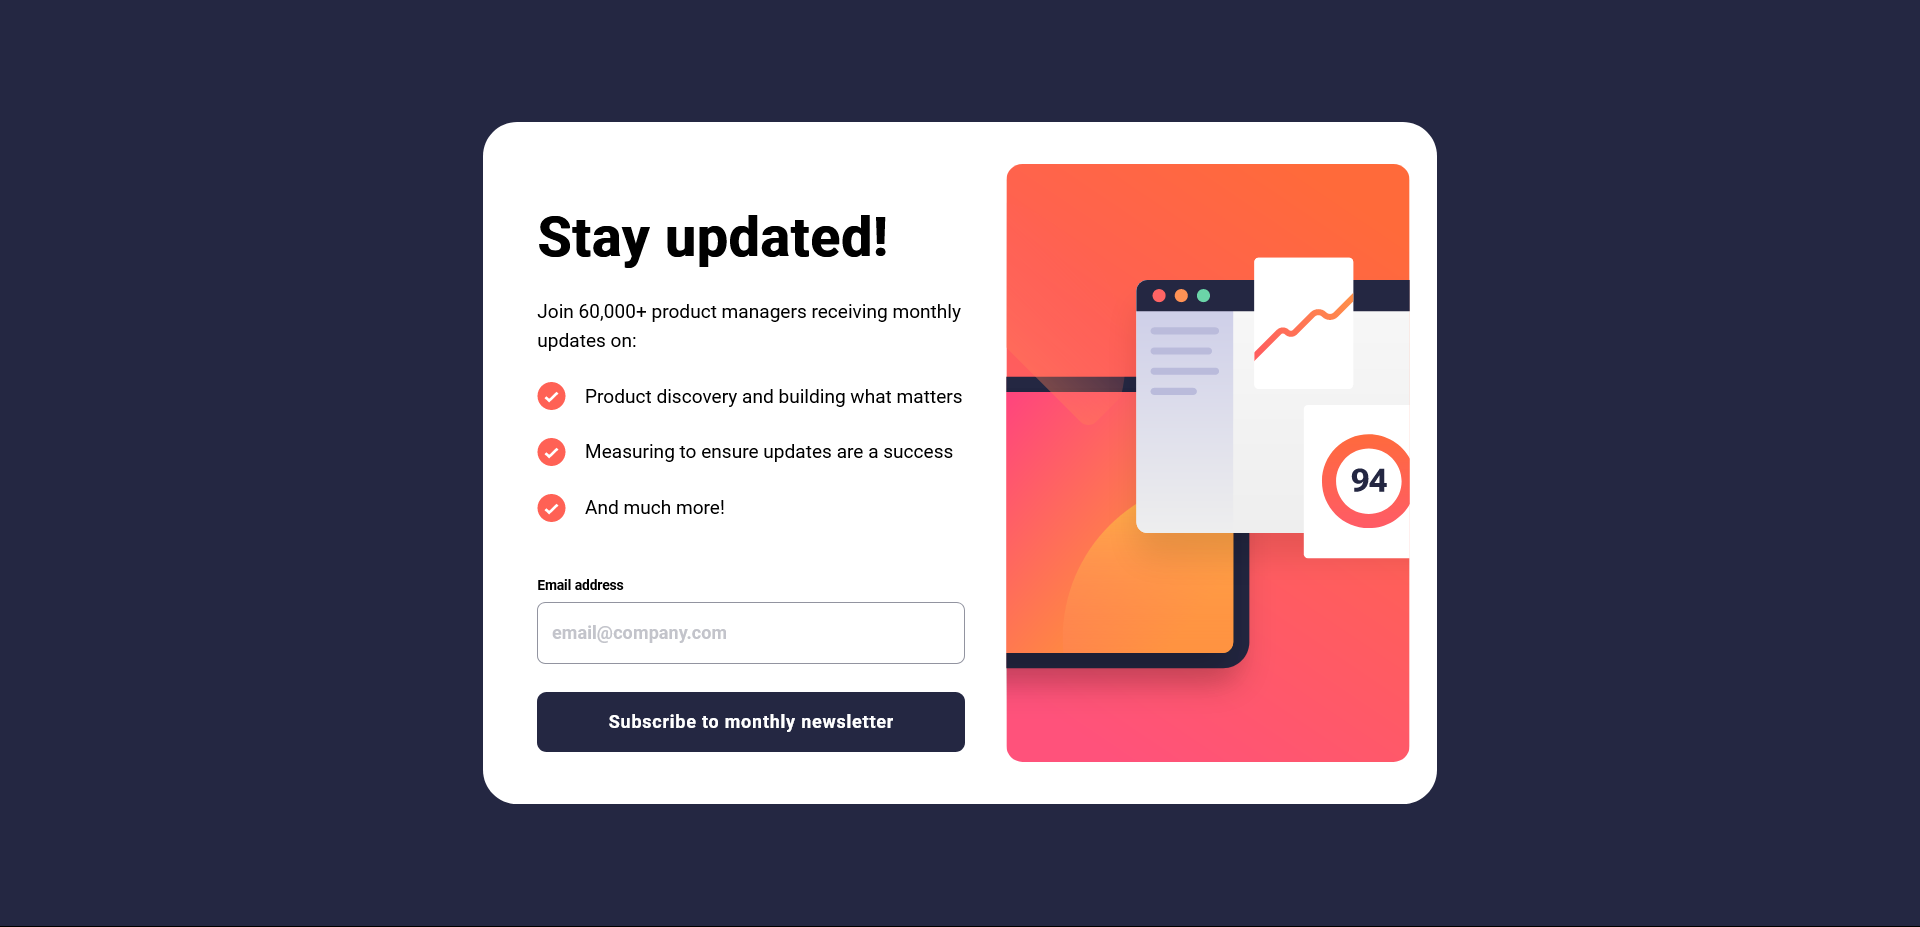 Stay updated!
Join 60,000+ product managers receiving monthly
updates on:
Product discovery and building what matters
Measuring to ensure updates are a success
And much more!
Email address
email@company.com
Subscribe to monthly newsletter
94